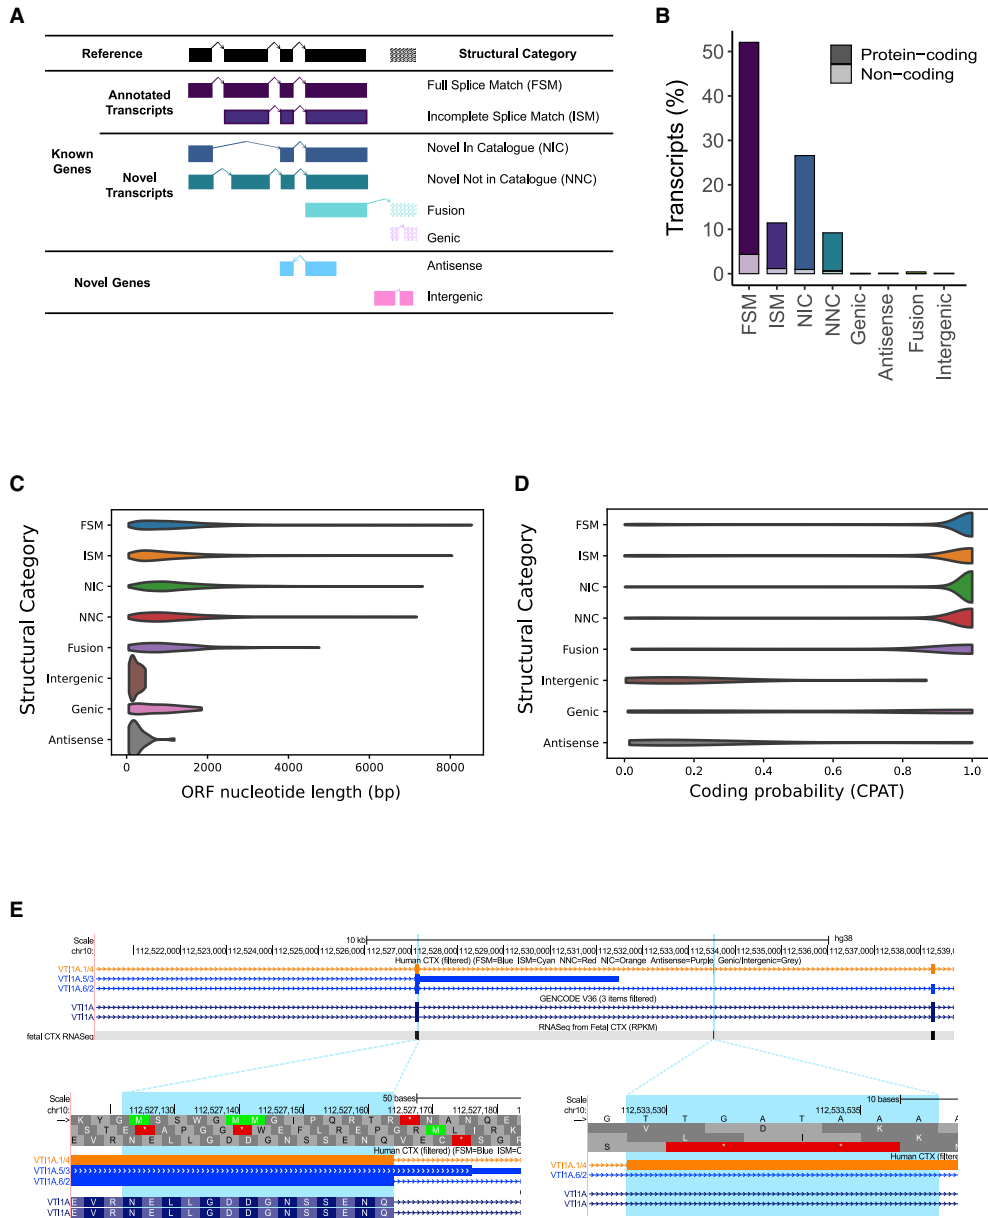 A
Reference
Structural Category
Annotated
Transcripts
Full Splice Match (FSM)
Incomplete Splice Match (ISM)
Known
Genes
Novel
Transcripts
Novel In Catalogue (NIC)
Novel Not in Catalogue (NNC)
Fusion
Genic
Novel Genes
Antisense
Intergenic
B
Transcripts (%)
50
40
30
20
10
0
Protein-coding
Non-coding
FSM
ISM
NIC
NNC
Genic
Antisense
Fusion
Intergenic
C
Structural Category
FSM
ISM
NIC
NNC
Fusion
Intergenic
Genic
Antisense
0 2000 4000 6000 8000
ORF nucleotide length (bp)
D
Structural Category
FSM
ISM
NIC
NNC
Fusion
Intergenic
Genic
Antisense
0.0 0.2 0.4 0.6 0.8 1.0
Coding probability (CPAT)
E
Scale 10 kb hg38
chr10: 112,522,000 112,523,000 112,524,000 112,525,000 112,526,000 112,527,000 112,528,000 112,529,000 112,530,000 112,531,000 112,532,000 112,533,000 112,534,000 112,535,000 112,536,000 112,537,000 112,538,000 112,539,0
Human CTX (filtered) (FSM=Blue ISM=Cyan NNC=Red NIC=Orange Antisense=Purple Genic/Intergenic=Grey)
VTI1A.1/4
VTI1A.5/3
VTI1A.6/2
GENCODE V36 (3 items filtered)
VTI1A
VTI1A
RNASeq from Fetal CTX (RPKM)
fetal CTX RNASeq
Scale 50 bases
chr10: 112,527,130 112,527,140 112,527,150 112,527,160 112,527,170 112,527,180
---> K Y G M S S W G M M G I P Q R T R * N A N Q E
S T E * A P G G * W E F L R E P G R M L I R K
E V R N E L L G D D G N S S E N Q V E C * S G R
Human CTX (filtered) (FSM=Blue ISM=C
VTI1A.1/4
VTI1A.5/3
VTI1A.6/2
VTI1A E V R N E L L G D D G N S S E N Q
VTI1A E V R N E L L G D D G N S S E N Q
Scale 10 bases
chr10: 112,533,530 112,533,535
---> G T T G A T A A A
V D K
L I K
S * *
Human CTX (filtere
VTI1A.1/4
VTI1A.6/2
VTI1A
VTI1A